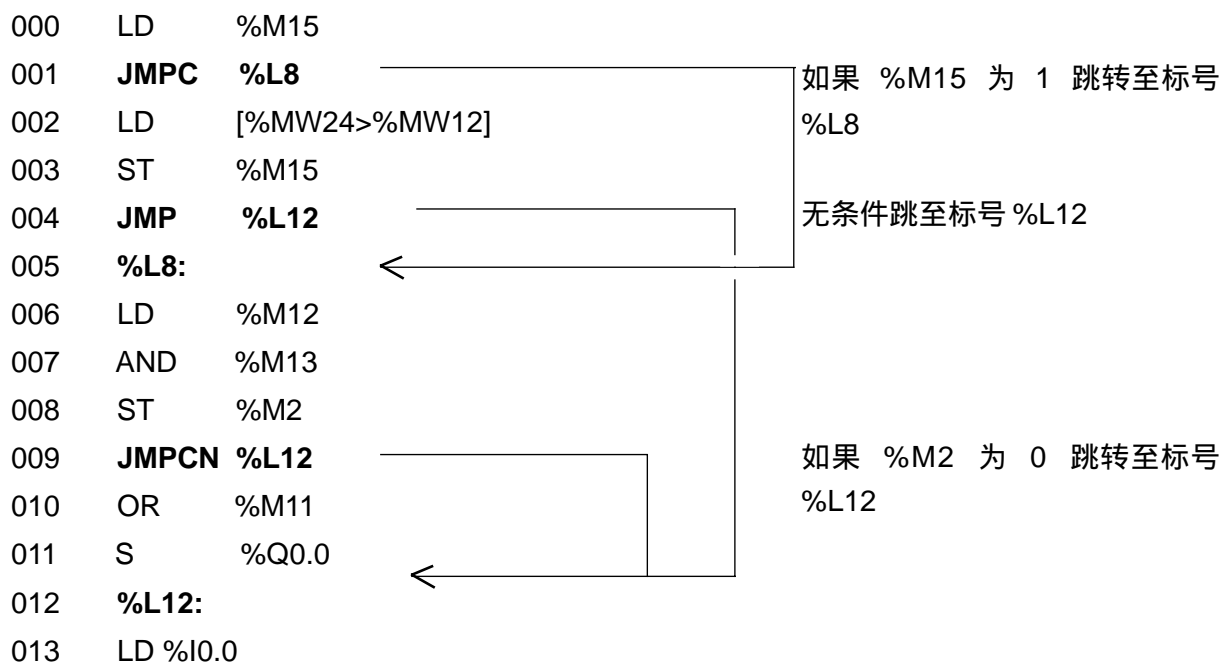 000 LD %M15
001 JMPC %L8
如果 %M15 为 1 跳转至标号
002 LD [%MW24>%MW12]
%L8
003 ST %M15
004 JMP %L12
无条件跳至标号 %L12
005 %L8:
006 LD %M12
007 AND %M13
008 ST %M2
009 JMPCN %L12
如果 %M2 为 0 跳转至标号
010 OR %M11
%L12
011 S %Q0.0
012 %L12:
013 LD %I0.0